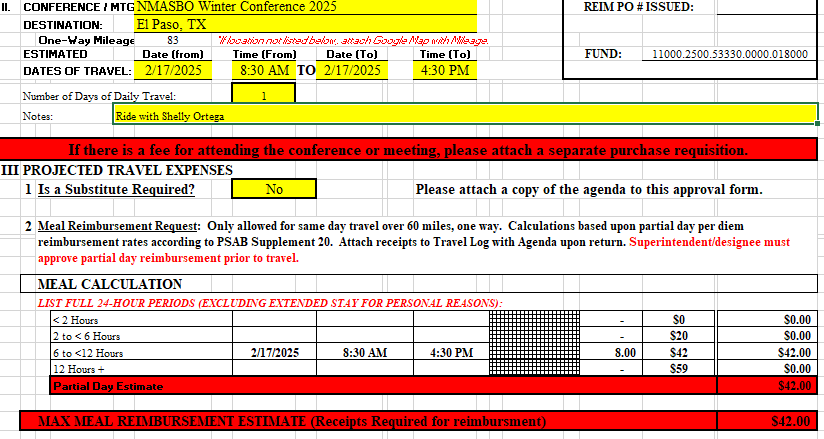 II. CONFERENCE / MTG NMASBO Winter Conference 2025 REIM PO # ISSUED:
DESTINATION: El Paso, TX
One-Way Mileage 83 *If location not listed below, attach Google Map with Mileage.
ESTIMATED Date (from) Time (From) Date (To) Time (To) FUND: 11000.2500.53330.0000.018000
DATES OF TRAVEL: 2/17/2025 8:30 AM TO 2/17/2025 4:30 PM
Number of Days of Daily Travel: 1
Notes: Ride with Shelly Ortega
If there is a fee for attending the conference or meeting, please attach a separate purchase requisition.
III PROJECTED TRAVEL EXPENSES
1 Is a Substitute Required? No Please attach a copy of the agenda to this approval form.
2 Meal Reimbursement Request: Only allowed for same day travel over 60 miles, one way. Calculations based upon partial day per diem
reimbursement rates according to PSAB Supplement 20. Attach receipts to Travel Log with Agenda upon return. Superintendent/designee must
approve partial day reimbursement prior to travel.
MEAL CALCULATION
LIST FULL 24-HOUR PERIODS (EXCLUDING EXTENDED STAY FOR PERSONAL REASONS):
< 2 Hours - $0 $0.00
2 to < 6 Hours - $20 $0.00
6 to <12 Hours 2/17/2025 8:30 AM 4:30 PM 8.00 $42 $42.00
12 Hours + - $59 $0.00
Partial Day Estimate $42.00
MAX MEAL REIMBURSEMENT ESTIMATE (Receipts Required for reimbursment) $42.00